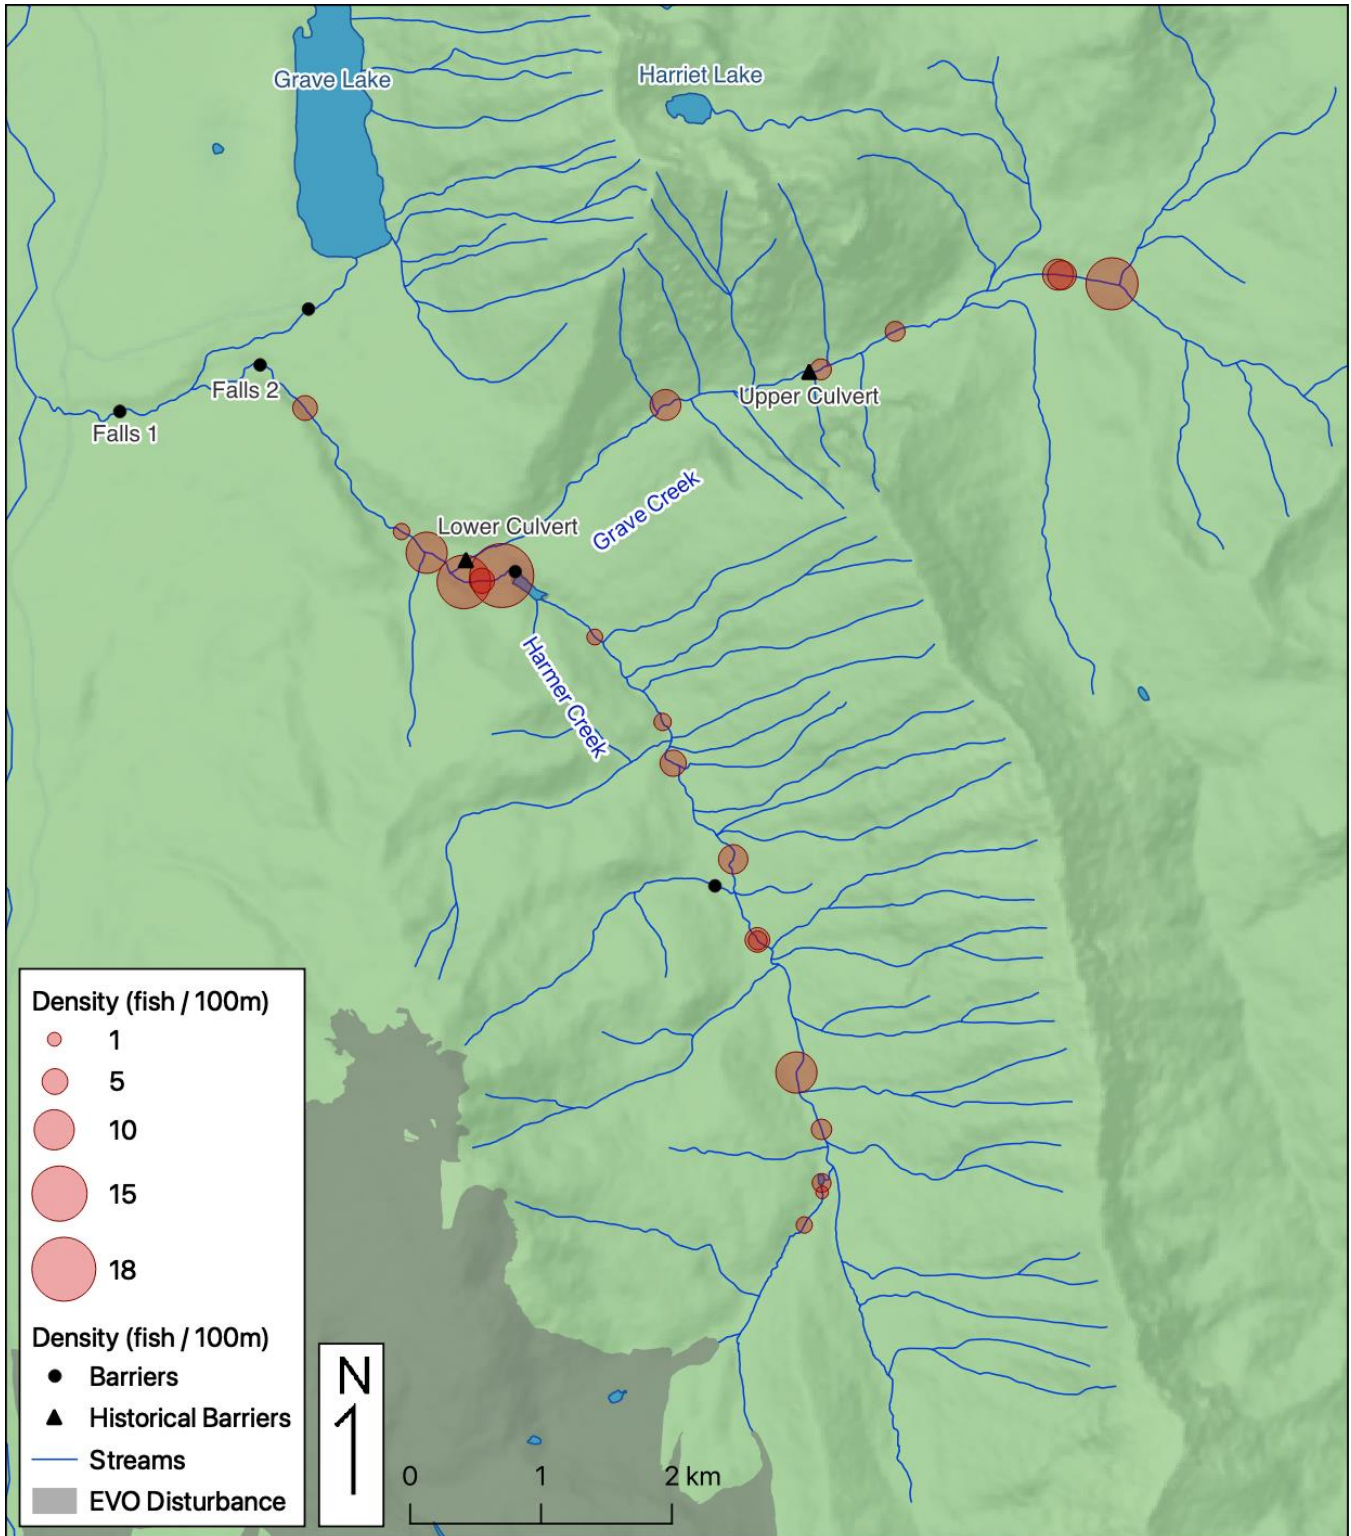 Grave Lake
Harriet Lake
Falls 2
Falls 1
Upper Culvert
Grave Creek
Lower Culvert
Harmer Creek
Density (fish / 100m)
1
5
10
15
18
Density (fish / 100m)
Barriers
Historical Barriers
Streams
EVO Disturbance
N
0 1 2 km